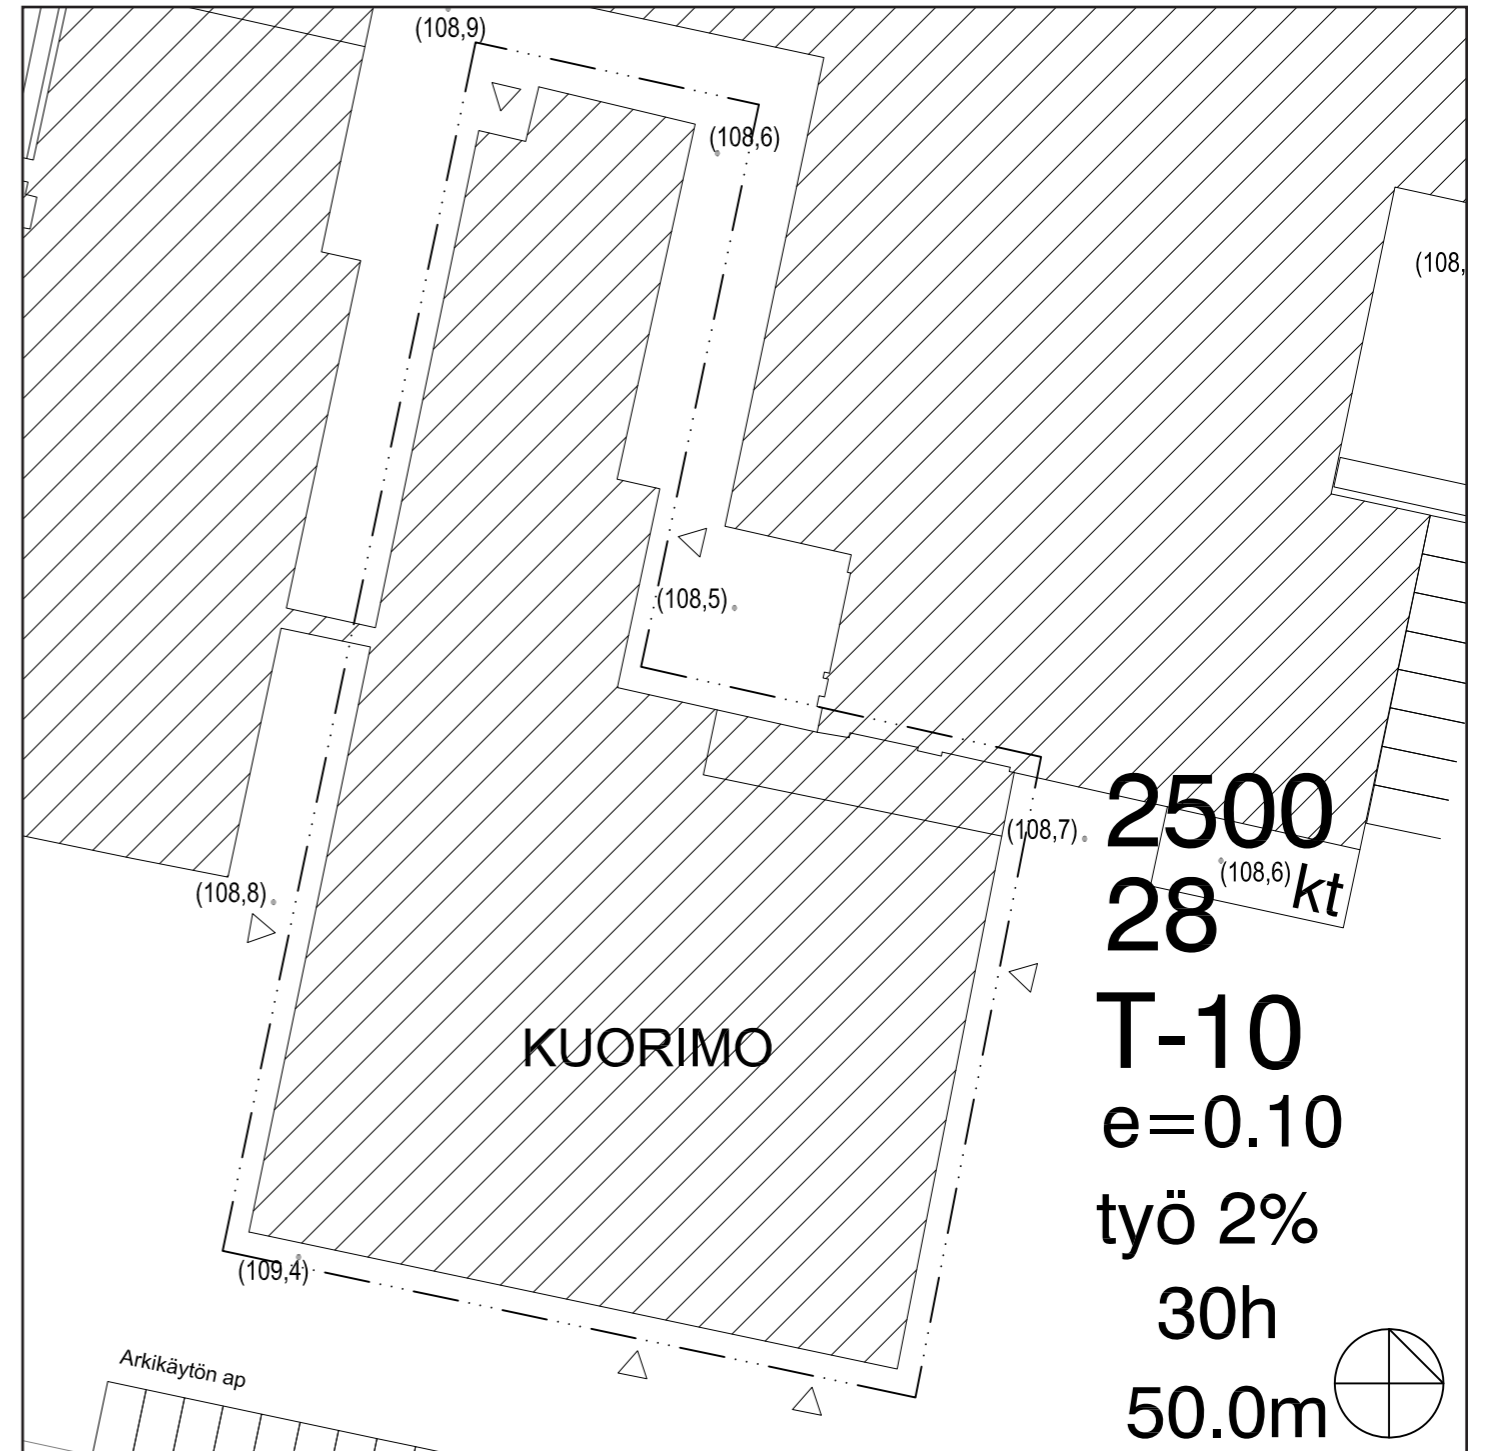 (108,9)
(108,6)
(108,
(108,5)
(108,7)
2500
(108,6)
kt
(108,8)
28
T-10
KUORIMO
e=0.10
työ 2%
(109,4)
30h
Arkikäytön ap
50.0m